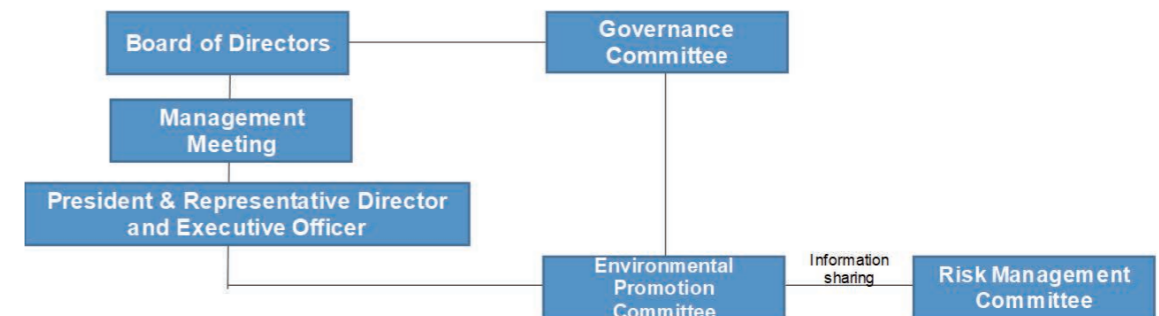 Board of Directors
Governance
Committee
Management
Meeting
President & Representative Director
and Executive Officer
Environmental
Promotion
Committee
Information
sharing
Risk Management
Committee